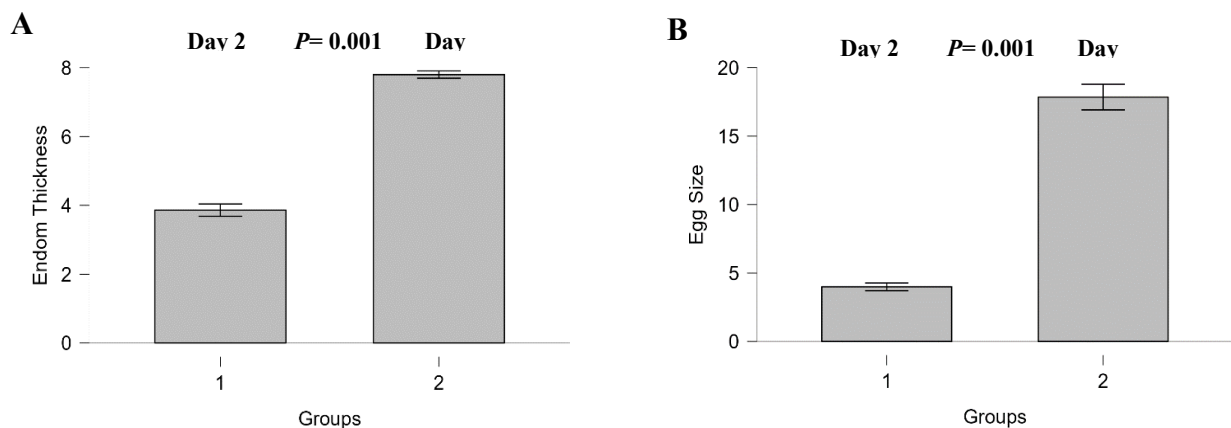 A
Day 2 P= 0.001 Day
8
6
4
2
0
Endom Thickness
1 2
Groups
B
Day 2 P= 0.001 Day
20
15
10
5
0
Egg Size
1 2
Groups